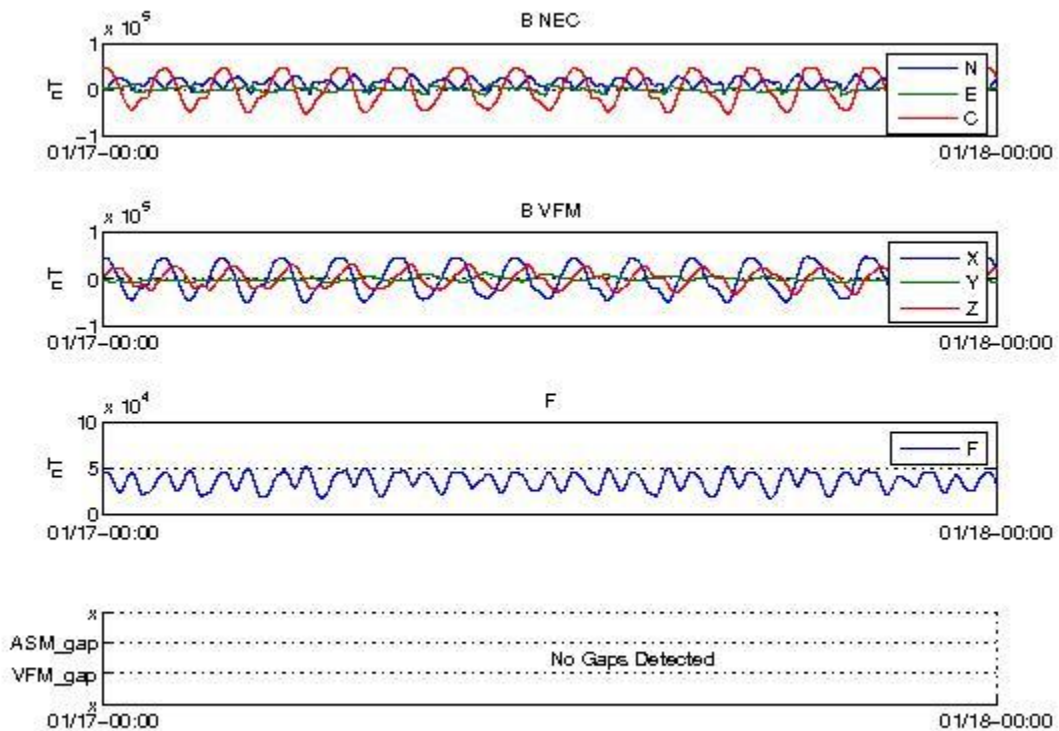 B NEC
x 10^5
1
0
-1
nT
N
E
C
01/17-00:00 01/18-00:00
B VFM
x 10^5
1
0
-1
nT
X
Y
Z
01/17-00:00 01/18-00:00
F
x 10^4
10
5
0
nT
F
01/17-00:00 01/18-00:00
x
ASM_gap
No Gaps Detected
VFM_gap
x
01/17-00:00 01/18-00:00